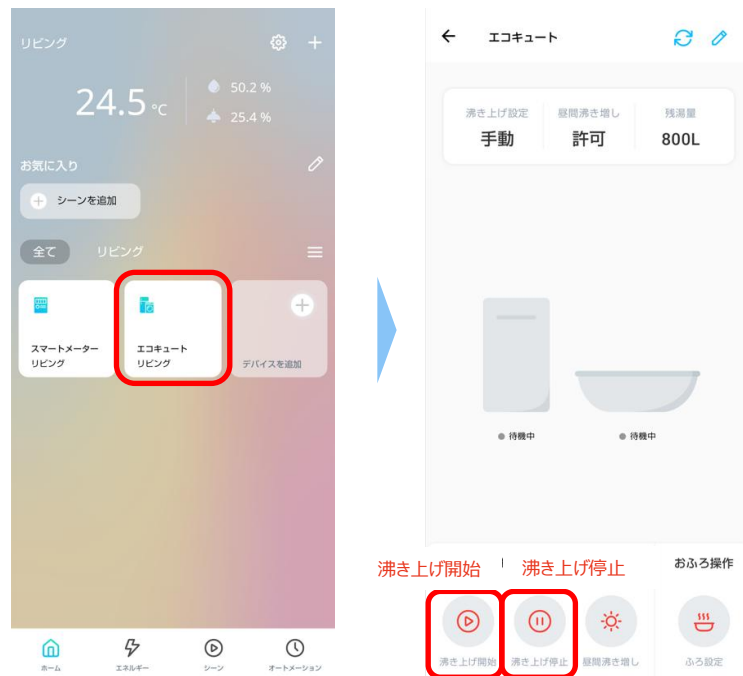 リビング
24.5 °C
50.2 %
25.4 %
お気に入り
シーンを追加
全て リビング
スマートメーター
リビング
エコキュート
リビング
デバイスを追加
ホーム エネルギー シーン オートメーション
エコキュート
沸き上げ設定 昼間沸き増し 残湯量
手動 許可 800L
待機中 待機中
おふろ操作
沸き上げ開始 沸き上げ停止
沸き上げ開始 沸き上げ停止 昼間沸き増し ふろ設定